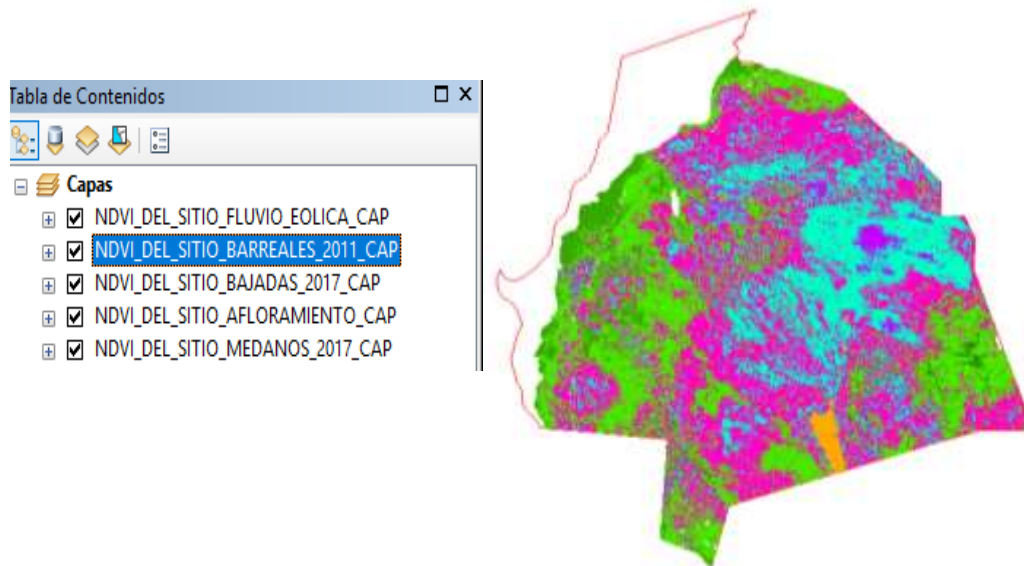 Tabla de Contenidos
Capas
NDVI_DEL_SITIO_FLUVIO_EOLICA_CAP
NDVI_DEL_SITIO_BARREALES_2011_CAP
NDVI_DEL_SITIO_BAJADAS_2017_CAP
NDVI_DEL_SITIO_AFLORAMIENTO_CAP
NDVI_DEL_SITIO_MEDANOS_2017_CAP